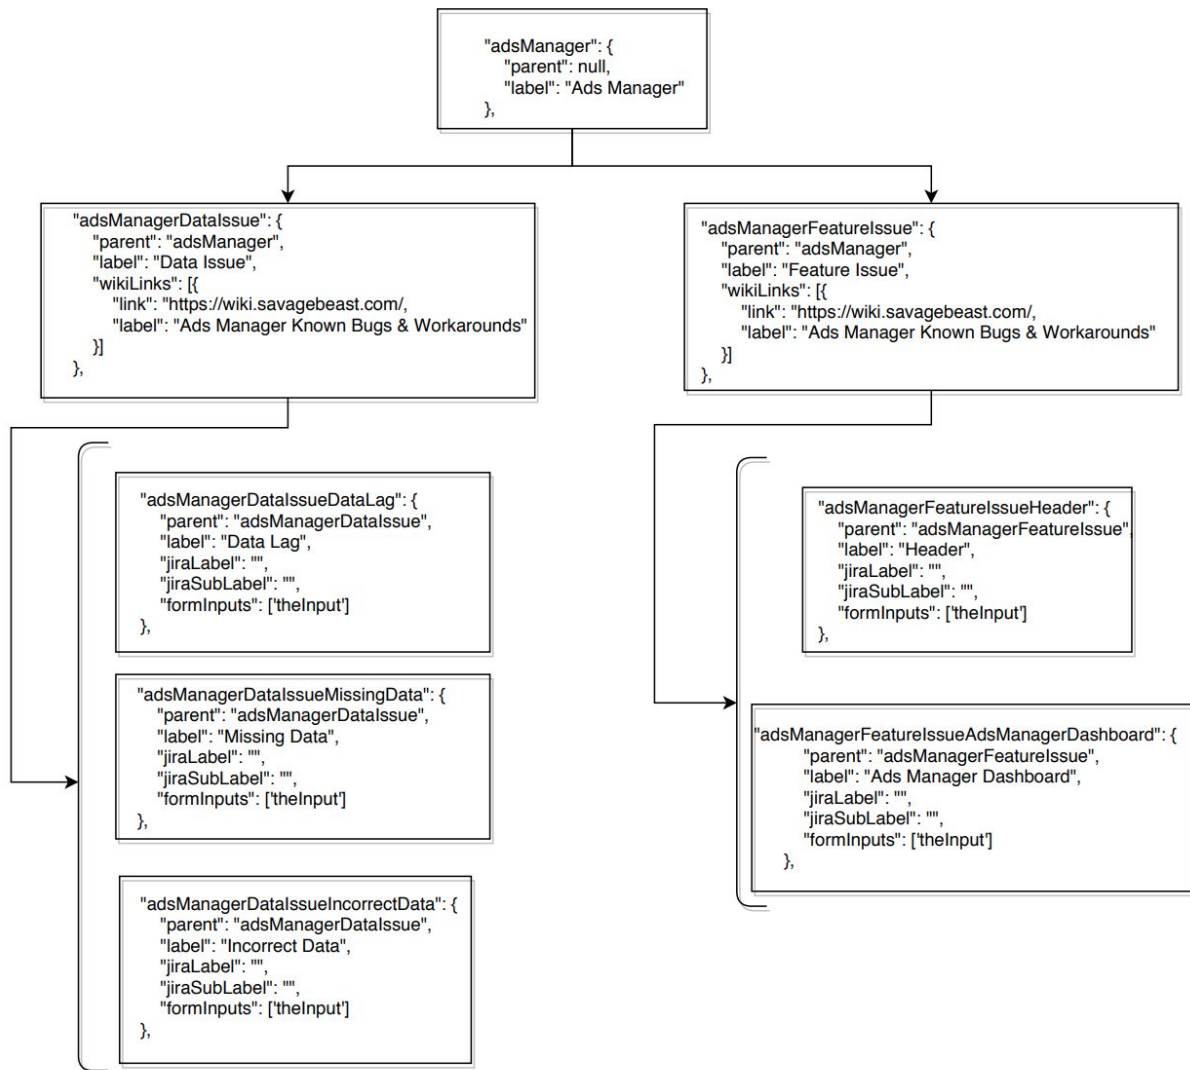 "adsManager": {
"parent": null,
"label": "Ads Manager"
},
"adsManagerDataIssue": {
"parent": "adsManager",
"label": "Data Issue",
"wikiLinks": [{
"link": "https://wiki.savagebeast.com/,
"label": "Ads Manager Known Bugs & Workarounds"
}]
},
"adsManagerFeatureIssue": {
"parent": "adsManager",
"label": "Feature Issue",
"wikiLinks": [{
"link": "https://wiki.savagebeast.com/,
"label": "Ads Manager Known Bugs & Workarounds"
}]
},
"adsManagerDataIssueDataLag": {
"parent": "adsManagerDataIssue",
"label": "Data Lag",
"jiraLabel": "",
"jiraSubLabel": "",
"formInputs": ['theInput']
},
"adsManagerDataIssueMissingData": {
"parent": "adsManagerDataIssue",
"label": "Missing Data",
"jiraLabel": "",
"jiraSubLabel": "",
"formInputs": ['theInput']
},
"adsManagerDataIssueIncorrectData": {
"parent": "adsManagerDataIssue",
"label": "Incorrect Data",
"jiraLabel": "",
"jiraSubLabel": "",
"formInputs": ['theInput']
},
"adsManagerFeatureIssueHeader": {
"parent": "adsManagerFeatureIssue",
"label": "Header",
"jiraLabel": "",
"jiraSubLabel": "",
"formInputs": ['theInput']
},
"adsManagerFeatureIssueAdsManagerDashboard": {
"parent": "adsManagerFeatureIssue",
"label": "Ads Manager Dashboard",
"jiraLabel": "",
"jiraSubLabel": "",
"formInputs": ['theInput']
},